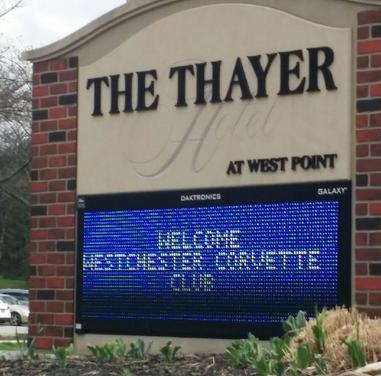 THE THAYER
Hotel
AT WEST POINT
DAKTRONICS GALAXY
WELCOME
WESTCHESTER CORVETTE
CLUB